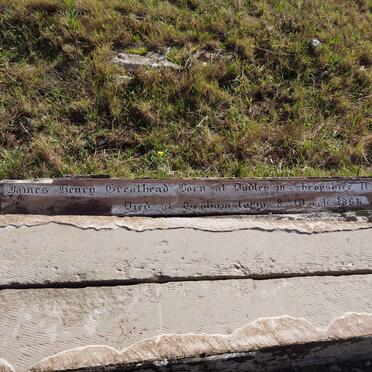 James Henry Greathead Born at Dudley in Shropshire
Died at Grahamstown 8th March 1864